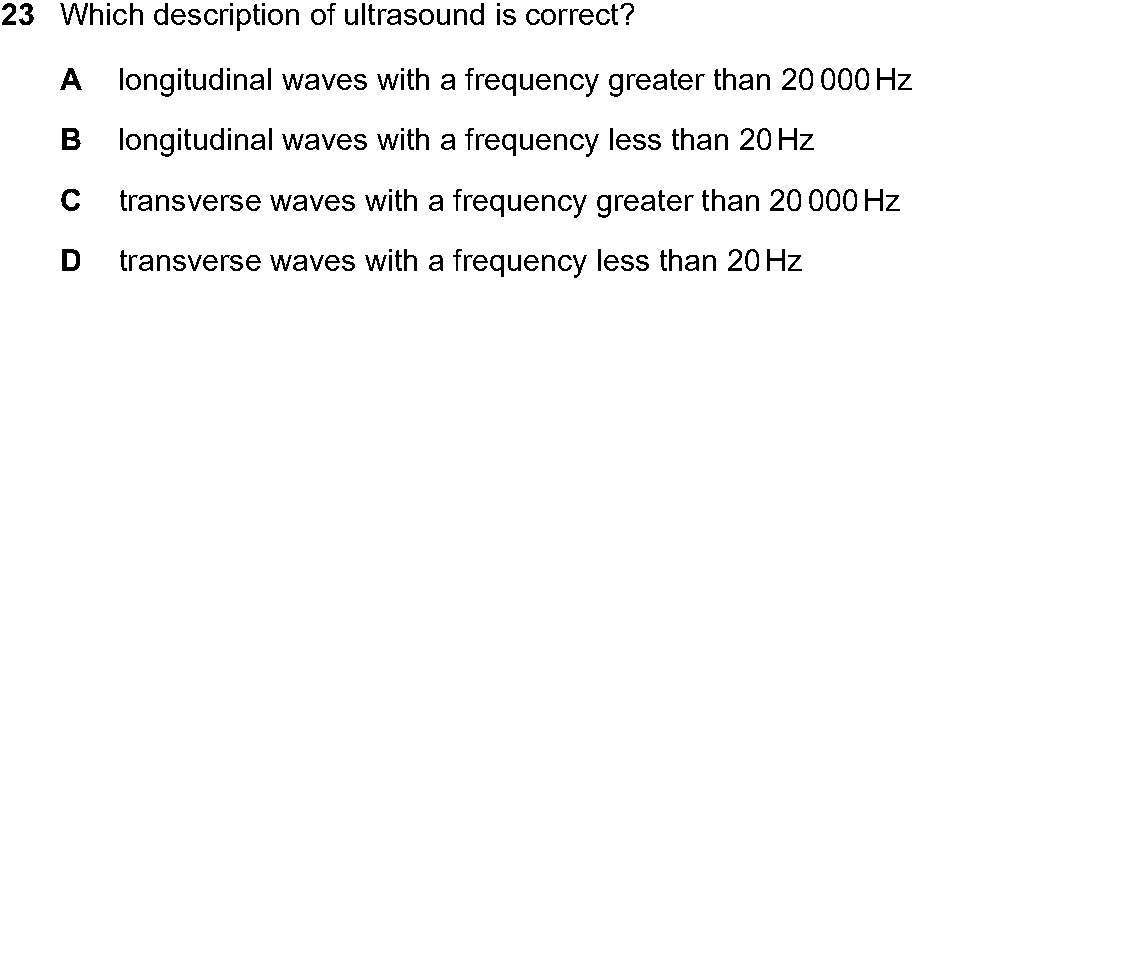 23 Which description of ultrasound is correct?
A longitudinal waves with a frequency greater than 20 000 Hz
B longitudinal waves with a frequency less than 20 Hz
C transverse waves with a frequency greater than 20 000 Hz
D transverse waves with a frequency less than 20 Hz